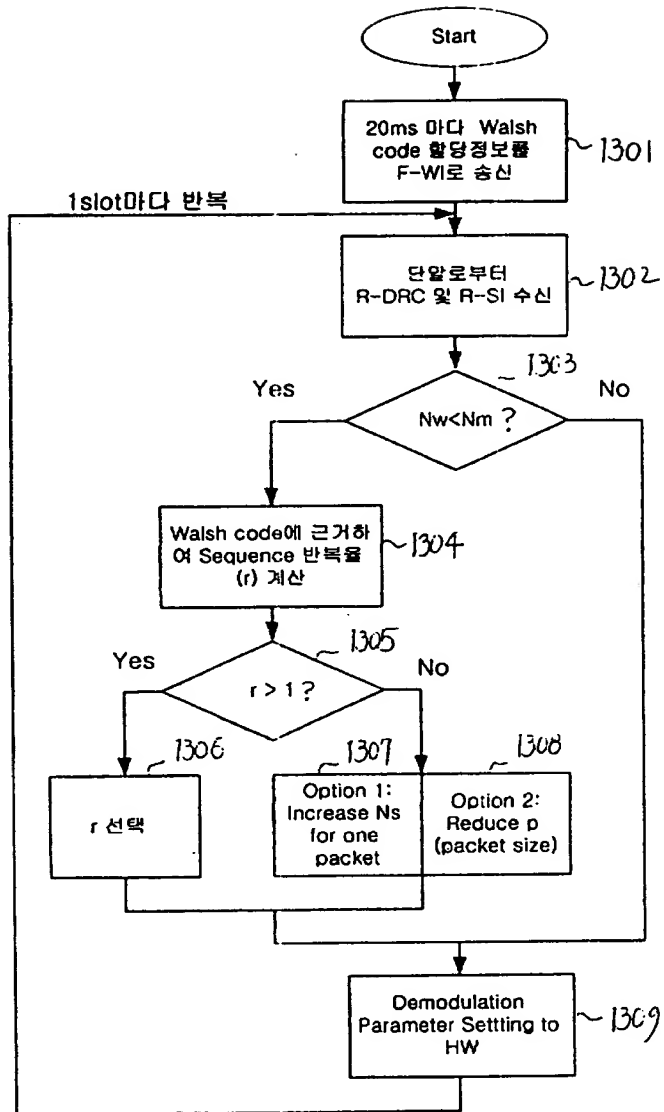 Start
20ms 마다 Walsh
code 할당정보를
F-WI로 송신
1301
1slot마다 반복
단말로부터
R-DRC 및 R-SI 수신
1302
1303
Yes
No
Nw<Nm ?
Walsh code에 근거하
여 Sequence 반복율
(r) 계산
1304
1305
Yes
No
r > 1 ?
1306
1307
1308
r 선택
Option 1:
Increase Ns
for one
packet
Option 2:
Reduce p
(packet size)
Demodulation
Parameter Settting to
HW
1309